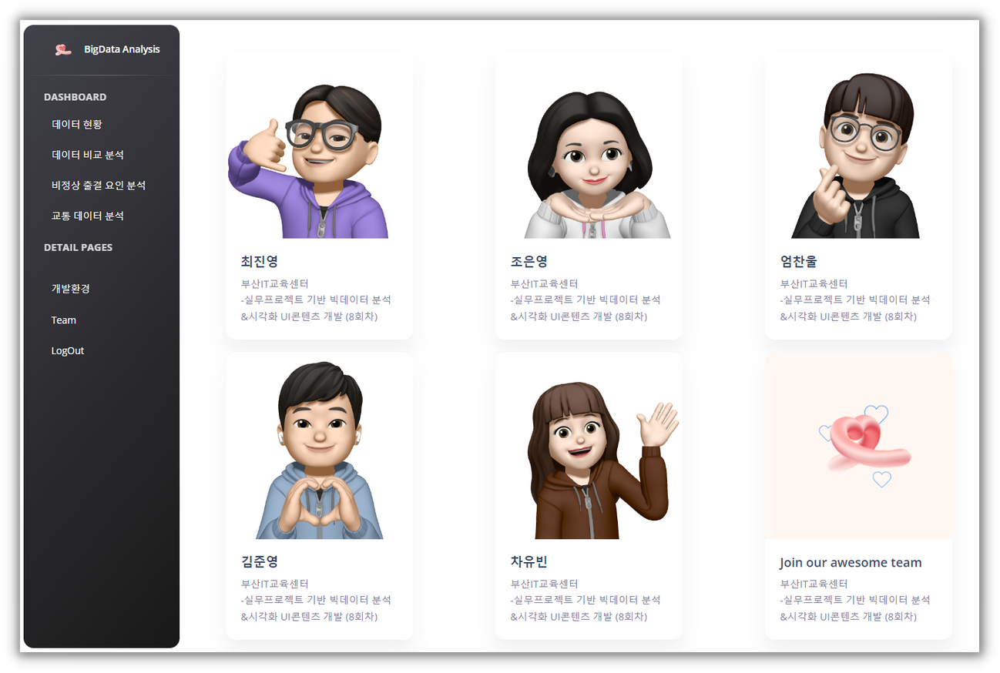 BigData Analysis
DASHBOARD
데이터 현황
데이터 비교 분석
비정상 출결 요인 분석
교통 데이터 분석
DETAIL PAGES
개발환경
Team
LogOut
최진영
부산IT교육센터
-실무프로젝트 기반 빅데이터 분석
&시각화 UI콘텐츠 개발 (8회차)
조은영
부산IT교육센터
-실무프로젝트 기반 빅데이터 분석
&시각화 UI콘텐츠 개발 (8회차)
엄찬울
부산IT교육센터
-실무프로젝트 기반 빅데이터 분석
&시각화 UI콘텐츠 개발 (8회차)
김준영
부산IT교육센터
-실무프로젝트 기반 빅데이터 분석
&시각화 UI콘텐츠 개발 (8회차)
차유빈
부산IT교육센터
-실무프로젝트 기반 빅데이터 분석
&시각화 UI콘텐츠 개발 (8회차)
Join our awesome team
부산IT교육센터
-실무프로젝트 기반 빅데이터 분석
&시각화 UI콘텐츠 개발 (8회차)